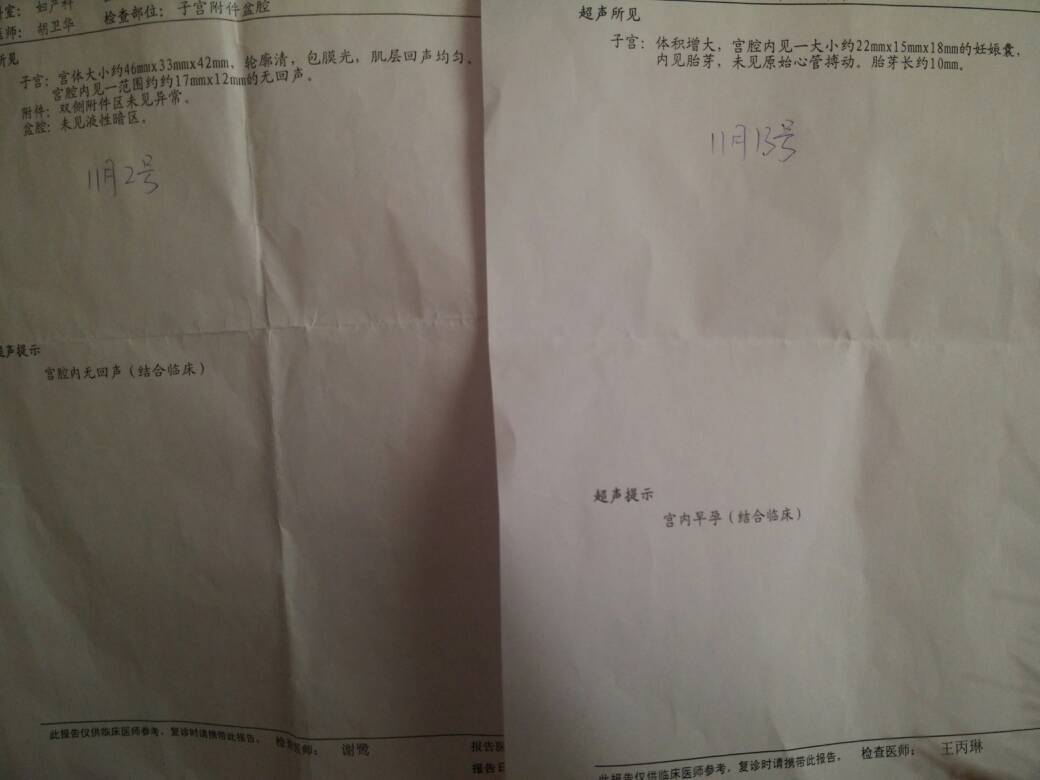 妇产科
医师： 胡卫华 检查部位： 子宫附件盆腔
所见
子宫： 宫体大小约46mmx33mmx42mm、轮廓清，包膜光，肌层回声均匀。
宫腔内见一范围约约17mmx12mm的无回声。
附件： 双侧附件区未见异常。
盆腔： 未见液性暗区。
11月2号
超声提示
宫腔内无回声（结合临床）
此报告仅供临床医师参考，复诊时请携带此报告。 检查医师： 谢鹭 报告医
报告日
超声所见
子宫： 体积增大，宫腔内见一大小约22mmx15mmx18mm的妊娠囊，
内见胎芽，未见原始心管搏动。胎芽长约10mm。
11月13号
超声提示
宫内早孕（结合临床）
此报告仅供临床医师参考，复诊时请携带此报告。 检查医师： 王丙琳